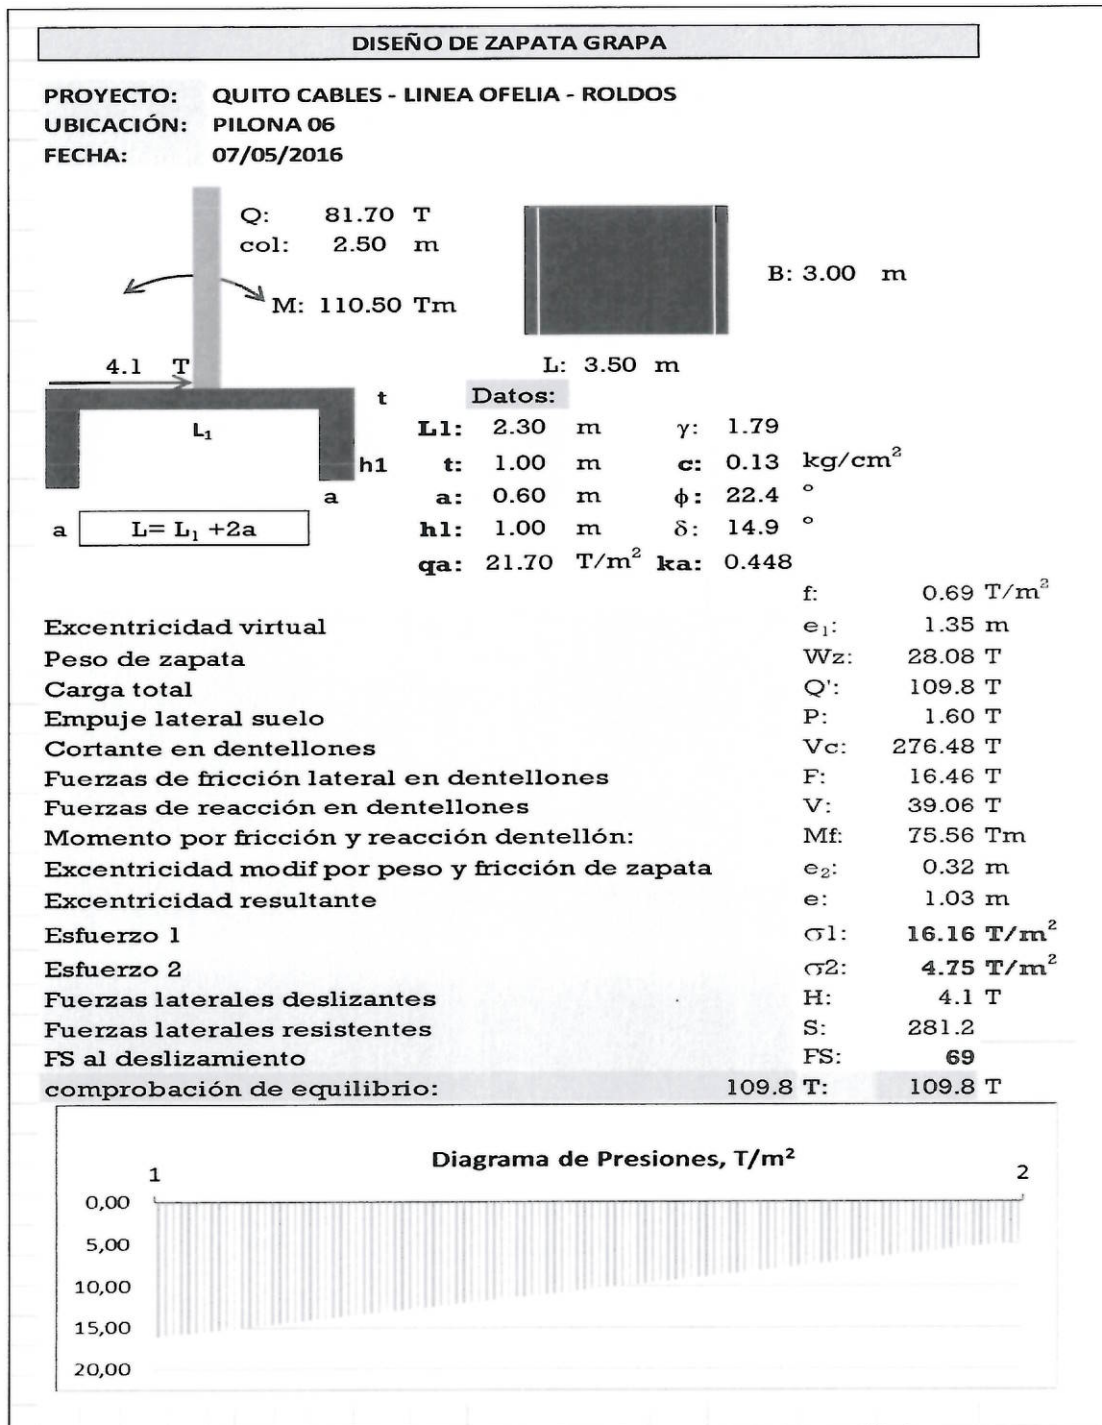 DISEÑO DE ZAPATA GRAPA
PROYECTO: QUITO CABLES - LINEA OFELIA - ROLDOS
UBICACIÓN: PILONA 06
FECHA: 07/05/2016
Q: 81.70 T
col: 2.50 m
B: 3.00 m
M: 110.50 Tm
4.1 T
L: 3.50 m
t Datos:
L₁ L1: 2.30 m γ: 1.79
h1 t: 1.00 m c: 0.13 kg/cm²
a a: 0.60 m ϕ: 22.4 °
a L= L₁ +2a h1: 1.00 m δ: 14.9 °
qa: 21.70 T/m² ka: 0.448
f: 0.69 T/m²
Excentricidad virtual e₁: 1.35 m
Peso de zapata Wz: 28.08 T
Carga total Q': 109.8 T
Empuje lateral suelo P: 1.60 T
Cortante en dentellones Vc: 276.48 T
Fuerzas de fricción lateral en dentellones F: 16.46 T
Fuerzas de reacción en dentellones V: 39.06 T
Momento por fricción y reacción dentellón: Mf: 75.56 Tm
Excentricidad modif por peso y fricción de zapata e₂: 0.32 m
Excentricidad resultante e: 1.03 m
Esfuerzo 1 σ1: 16.16 T/m²
Esfuerzo 2 σ2: 4.75 T/m²
Fuerzas laterales deslizantes H: 4.1 T
Fuerzas laterales resistentes S: 281.2
FS al deslizamiento FS: 69
comprobación de equilibrio: 109.8 T: 109.8 T
Diagrama de Presiones, T/m²
1 2
0,00
5,00
10,00
15,00
20,00